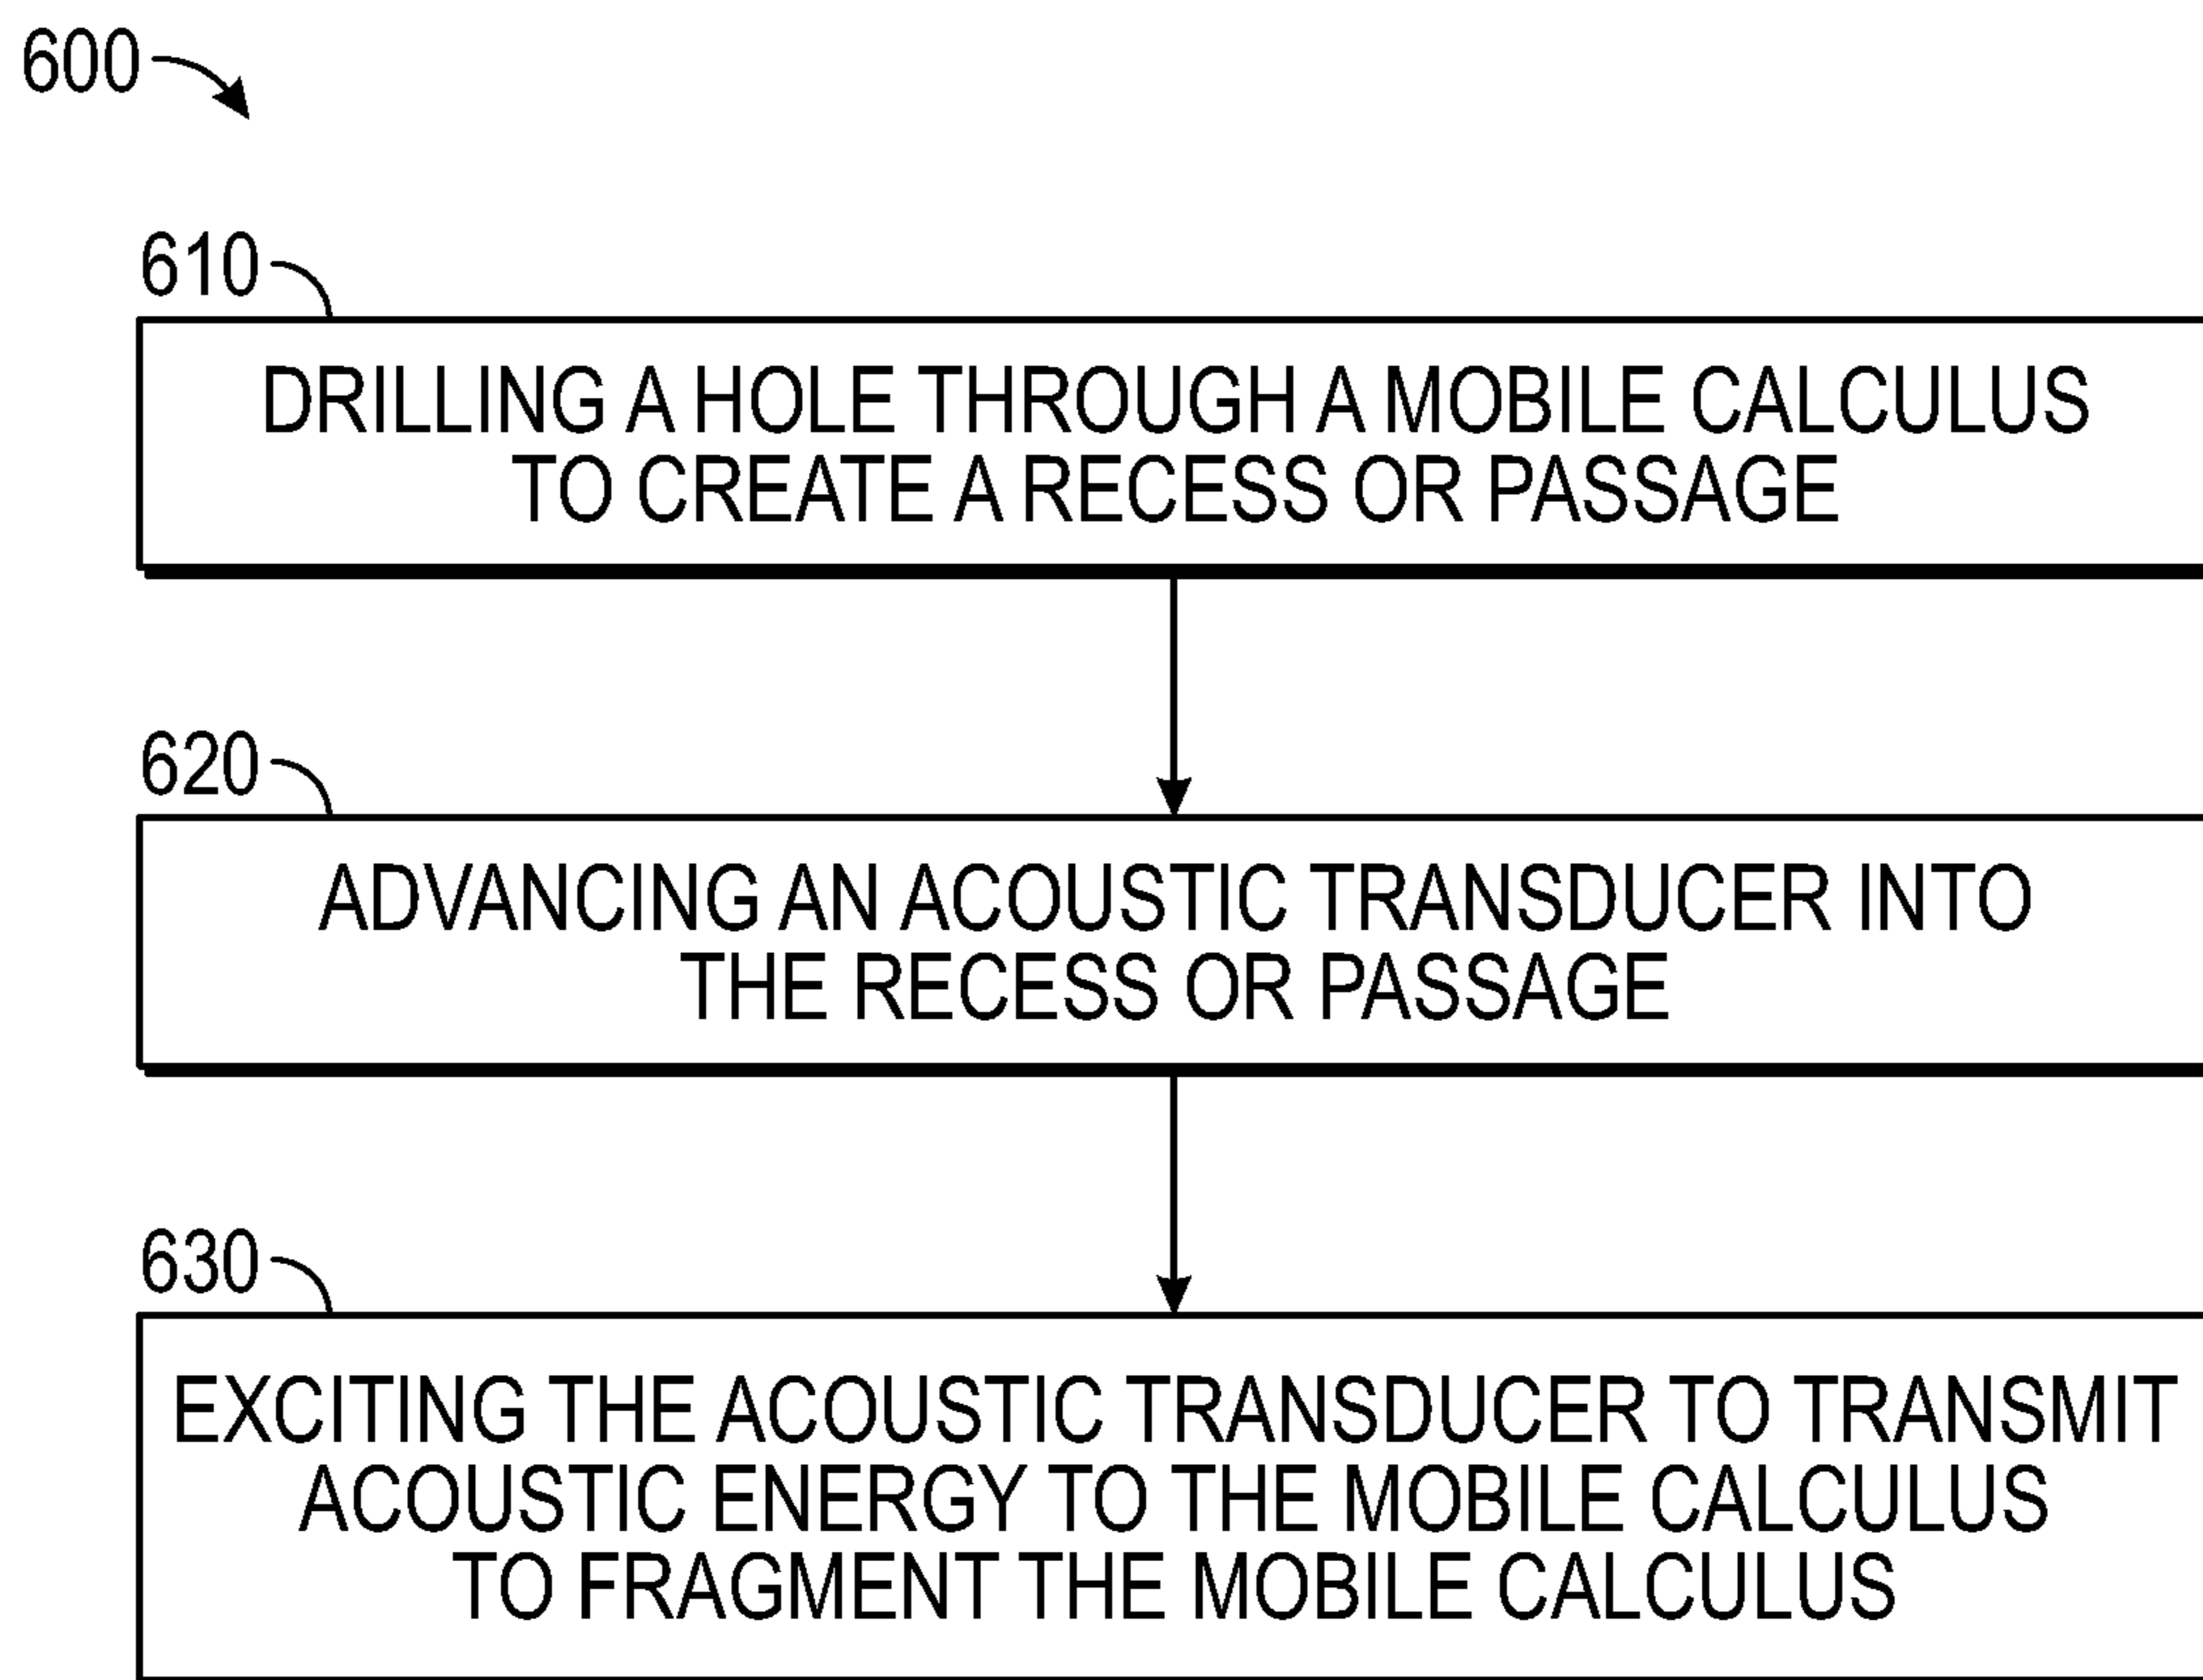 600
610
DRILLING A HOLE THROUGH A MOBILE CALCULUS
TO CREATE A RECESS OR PASSAGE
620
ADVANCING AN ACOUSTIC TRANSDUCER INTO
THE RECESS OR PASSAGE
630
EXCITING THE ACOUSTIC TRANSDUCER TO TRANSMIT
ACOUSTIC ENERGY TO THE MOBILE CALCULUS
TO FRAGMENT THE MOBILE CALCULUS